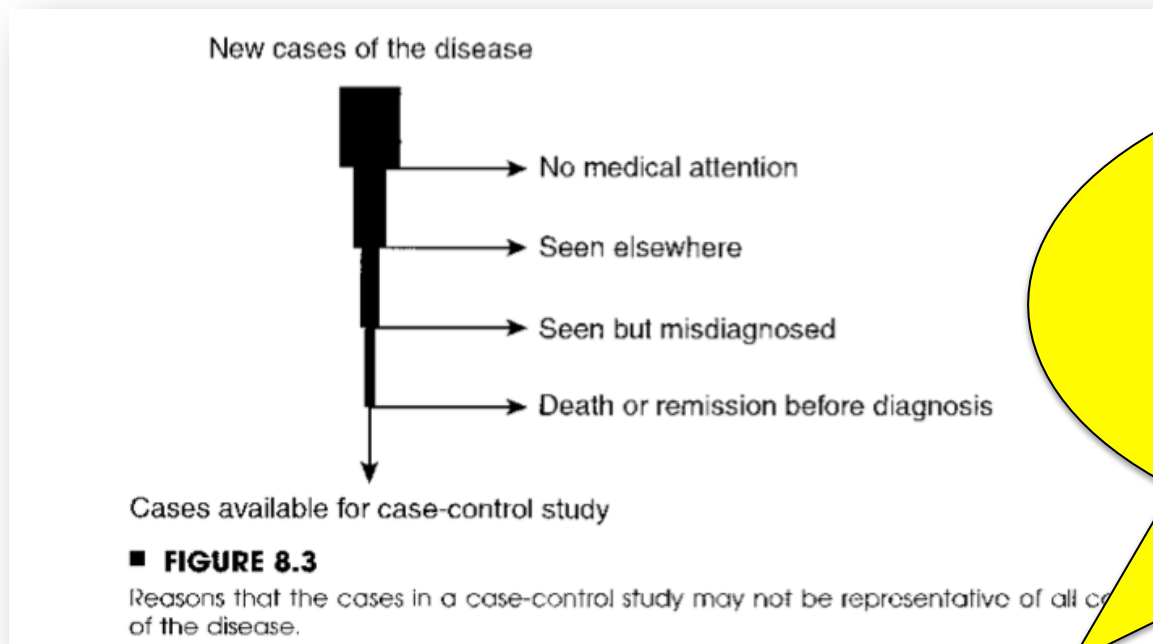 New cases of the disease
No medical attention
Seen elsewhere
Seen but misdiagnosed
Death or remission before diagnosis
Cases available for case-control study
■ FIGURE 8.3
Reasons that the cases in a case-control study may not be representative of all
of the disease.